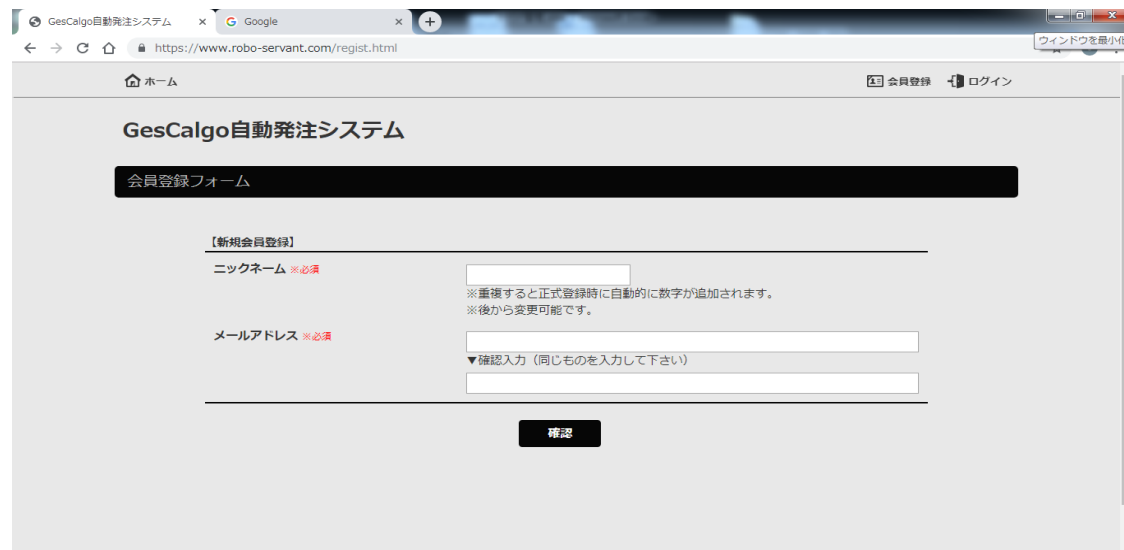 GesCalgo自動発注システム
Google
https://www.robo-servant.com/regist.html
ウィンドウを最小化
ホーム
会員登録
ログイン
GesCalgo自動発注システム
会員登録フォーム
【新規会員登録】
ニックネーム ※必須
※重複すると正式登録時に自動的に数字が追加されます。
※後から変更可能です。
メールアドレス ※必須
▼確認入力（同じものを入力して下さい）
確認